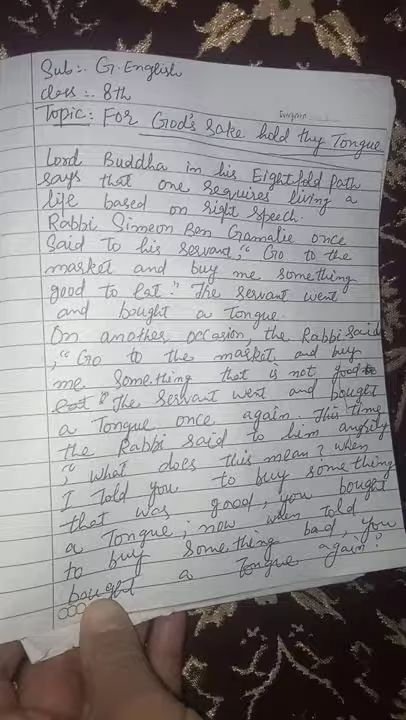 Sub:- G.English
class :- 8th
Topic: For God's Sake hold thy Tongue
Lord Buddha in his Eightfold Path
says that one requires living a
life based on right speech.
Rabbi Simeon Ben Gamalie once
Said To his servant," Go to the
market and buy me something
good to Eat." The servant went
and bought a Tongue.
On another occasion, the Rabbi said
,"Go to the market and buy
me Something that is not good to
eat" The Servant went and bought
a Tongue once again. This time
the Rabbi said to him angrily
," What does this mean? when
I Told you to buy something
that was good, you bought
a Tongue; now when Told
to buy Something bad, you
bought a Tongue again?